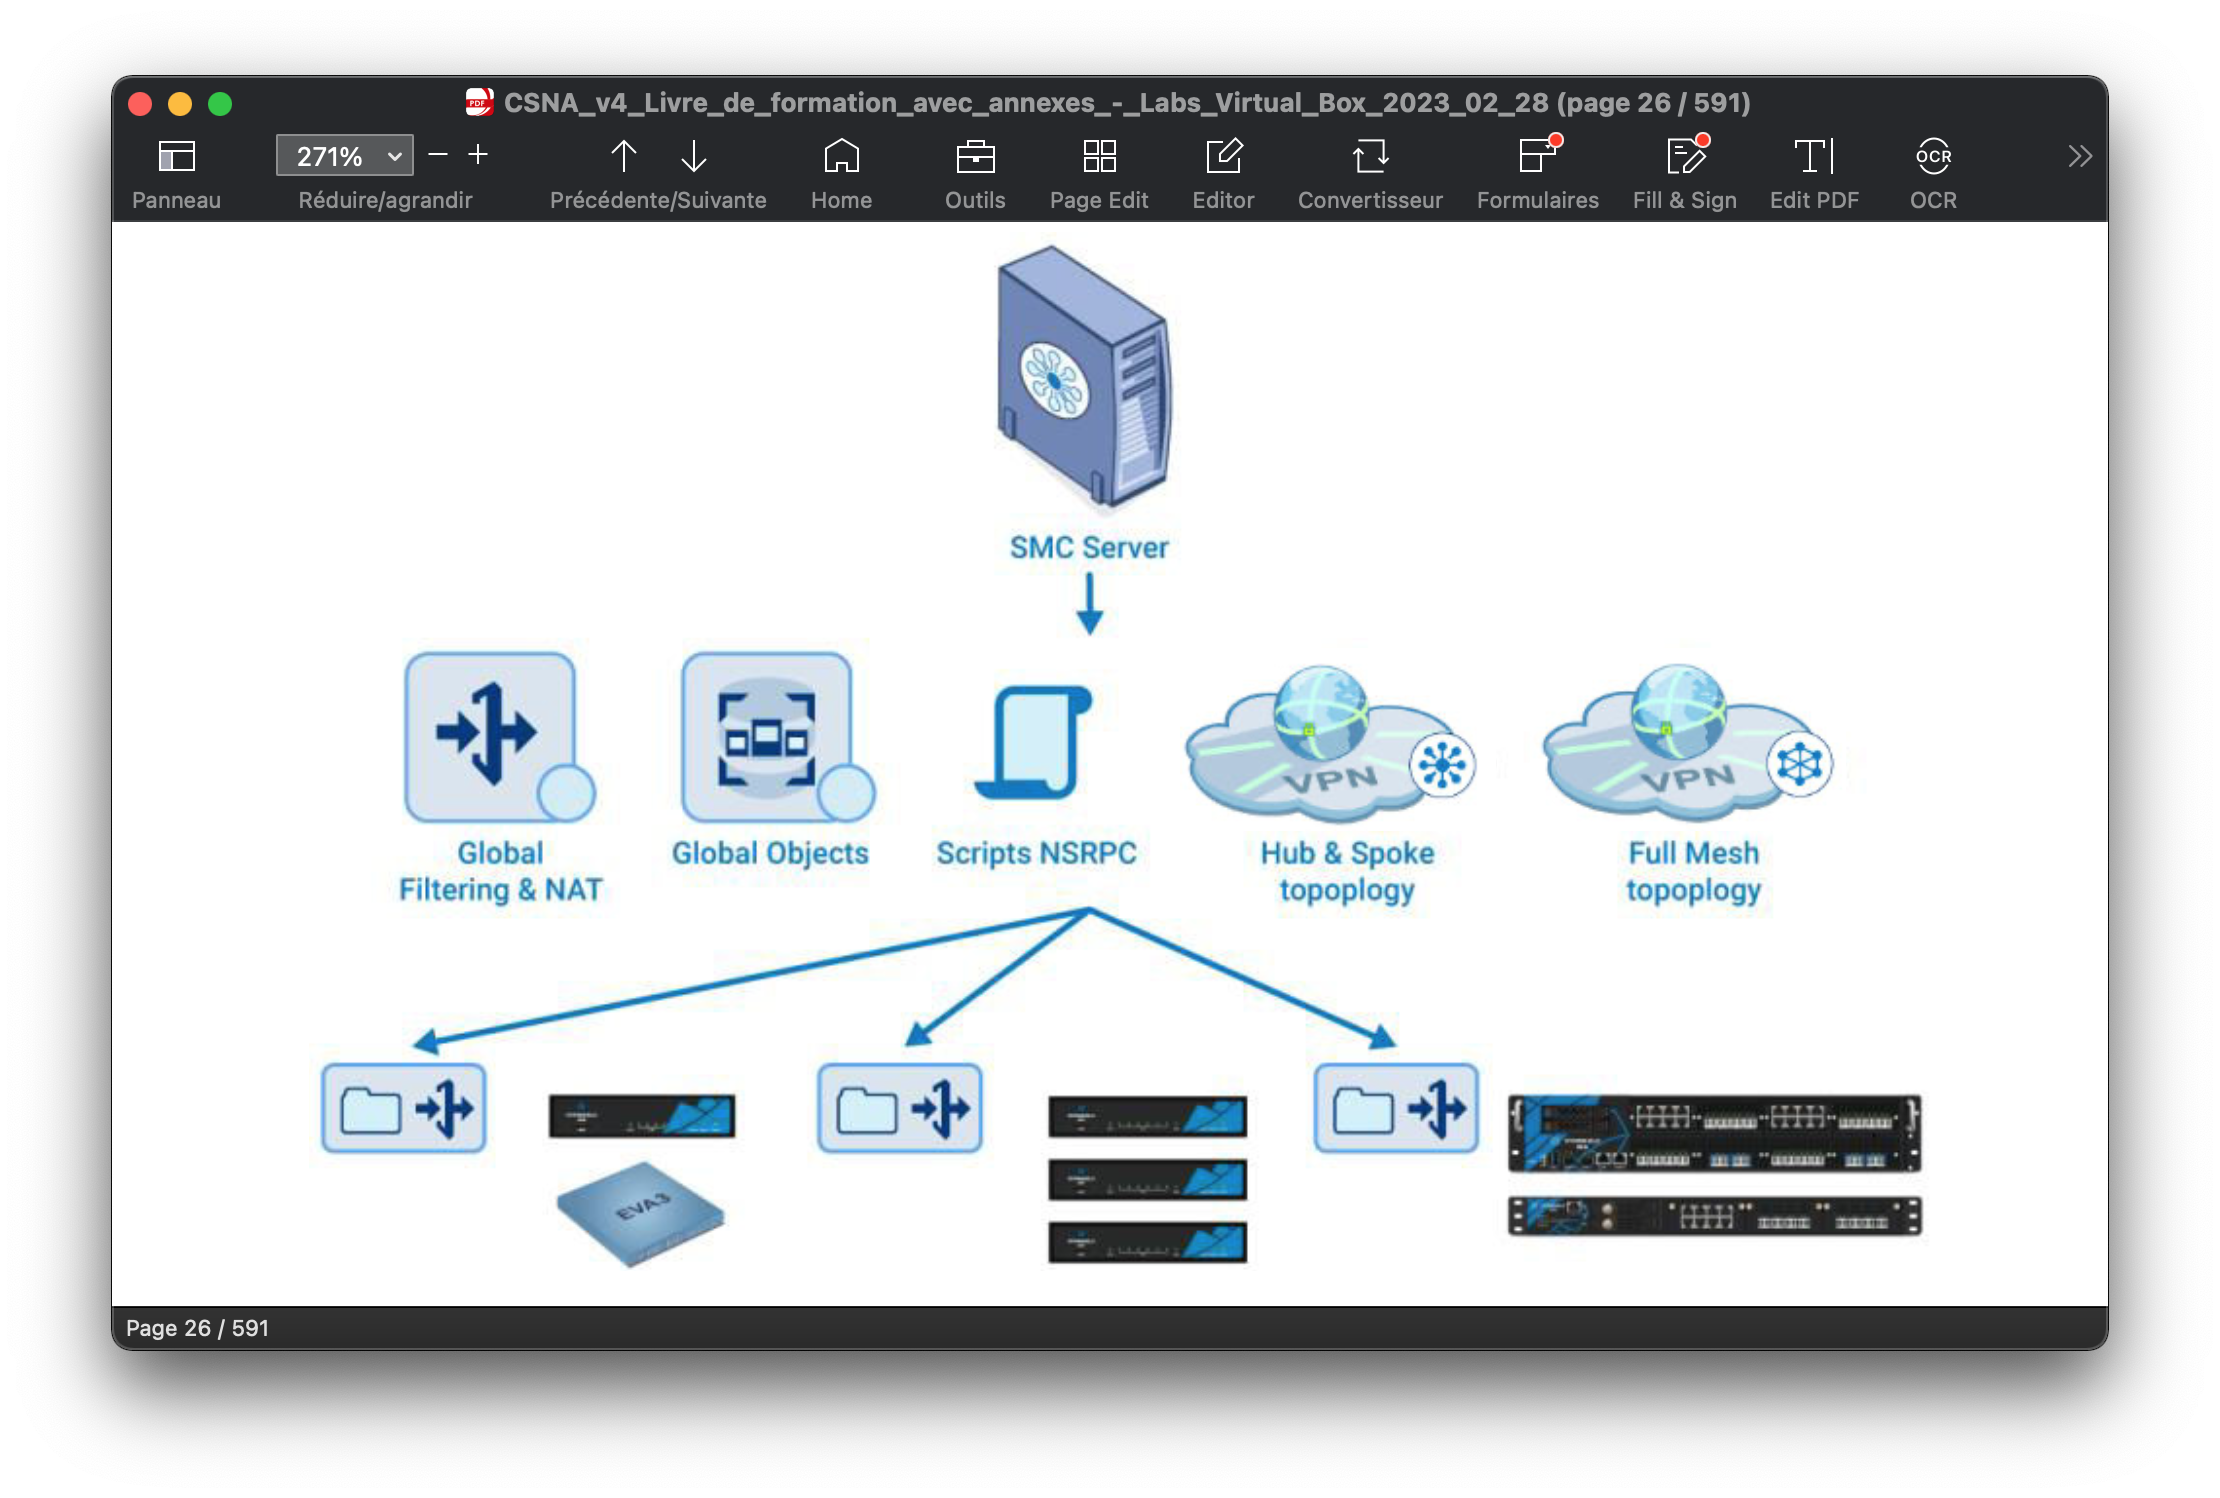 CSNA_v4_Livre_de_formation_avec_annexes_-_Labs_Virtual_Box_2023_02_28 (page 26 / 591)
271%
Panneau
Réduire/agrandir
Précédente/Suivante
Home
Outils
Page Edit
Editor
Convertisseur
Formulaires
Fill & Sign
Edit PDF
OCR
OCR
SMC Server
VPN
VPN
Global
Filtering & NAT
Global Objects
Scripts NSRPC
Hub & Spoke
topoplogy
Full Mesh
topoplogy
EVA3
Page 26 / 591